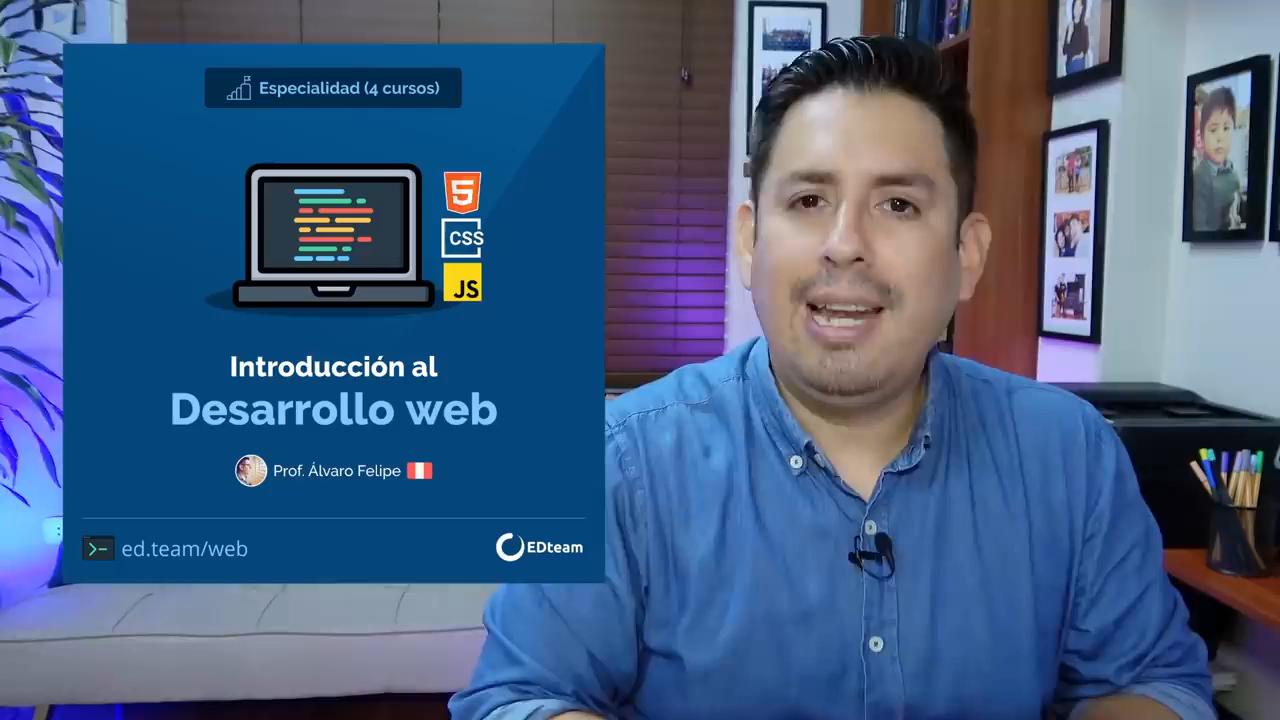 Especialidad (4 cursos)
5
CSS
JS
Introducción al
Desarrollo web
Prof. Álvaro Felipe
>-
ed.team/web
EDteam